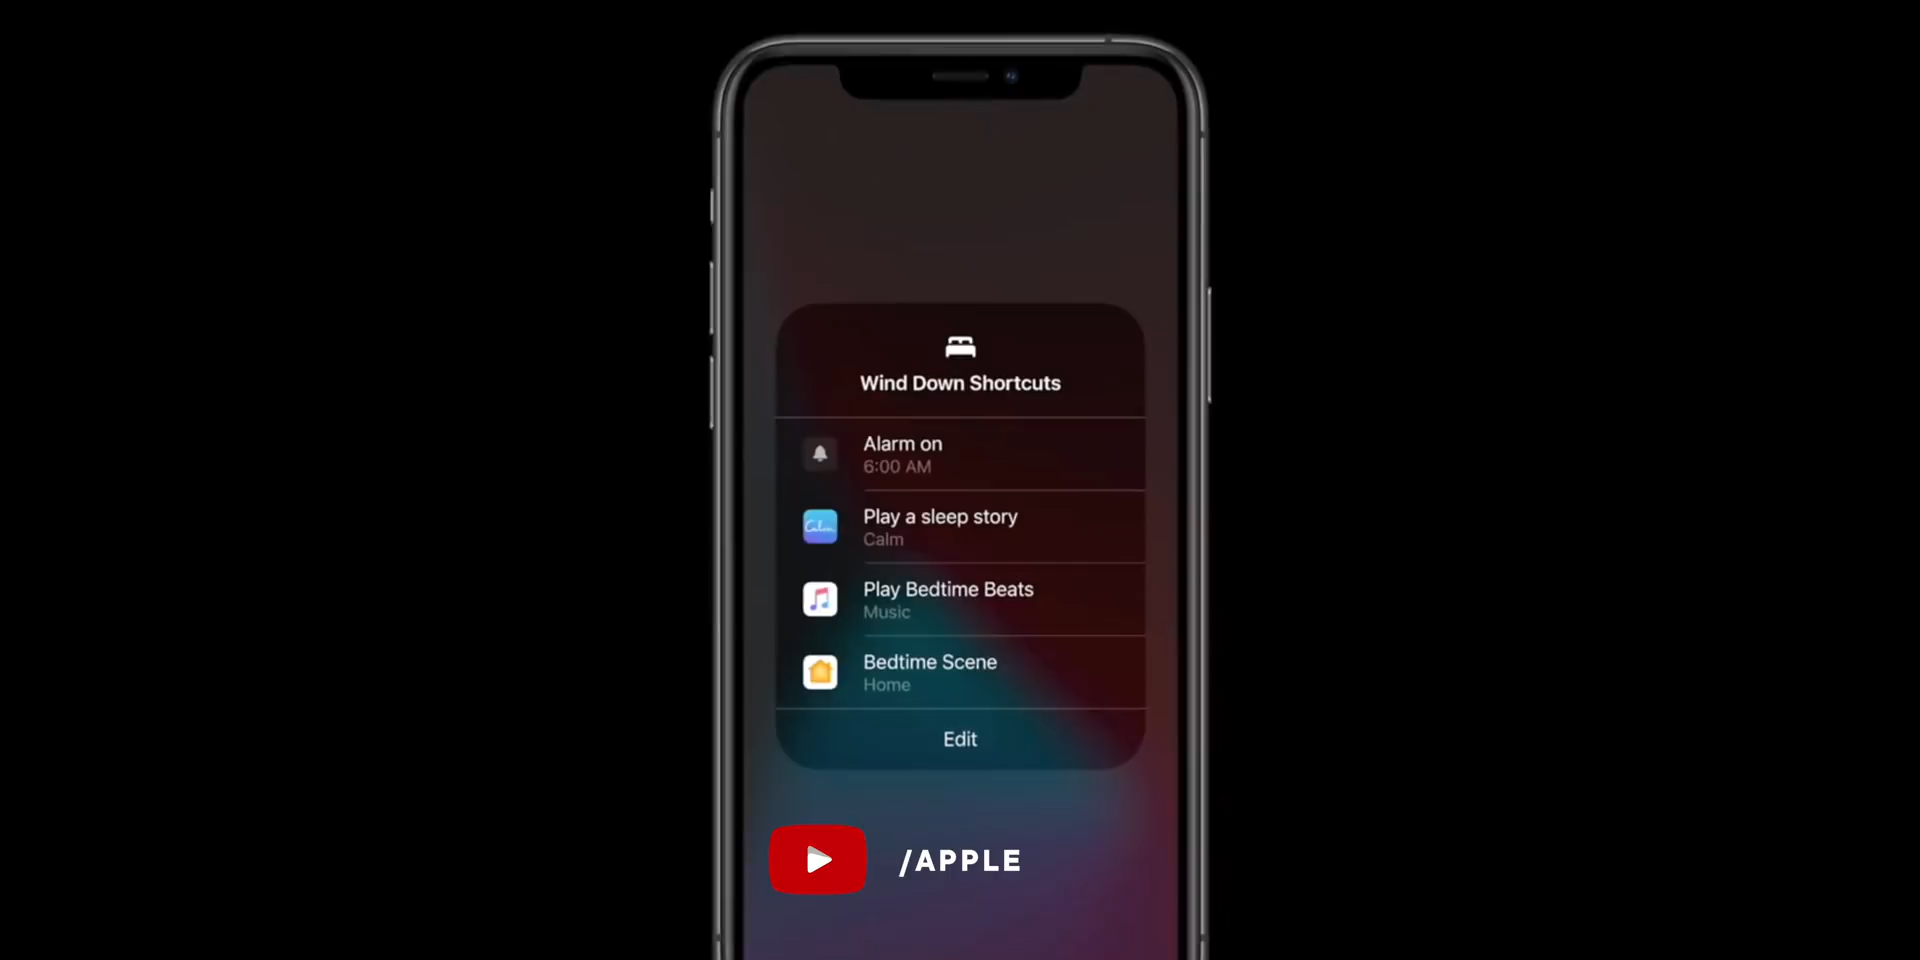 Wind Down Shortcuts
Alarm on
6:00 AM
Calm
Play a sleep story
Calm
Play Bedtime Beats
Music
Bedtime Scene
Home
Edit
/APPLE